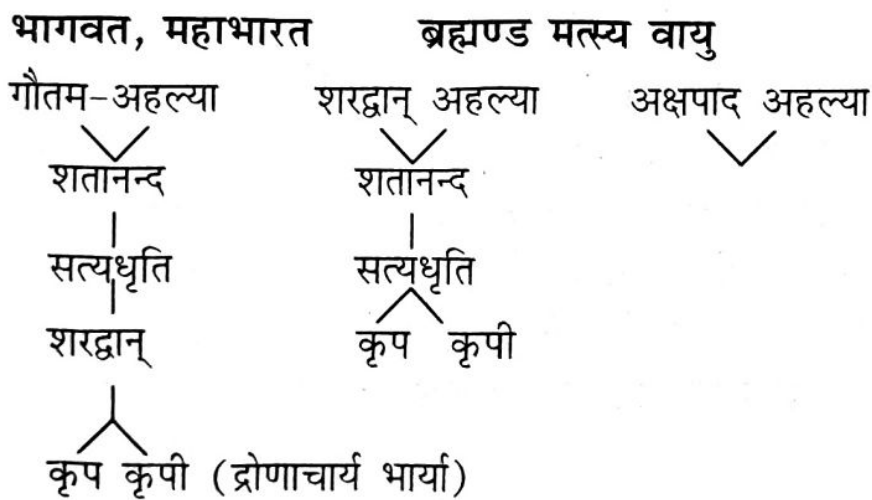 भागवत, महाभारत ब्रह्मण्ड मत्स्य वायु
गौतम-अहल्या शरद्वान् अहल्या अक्षपाद अहल्या
शतानन्द शतानन्द
सत्यधृति सत्यधृति
शरद्वान् कृप कृपी
कृप कृपी (द्रोणाचार्य भार्या)